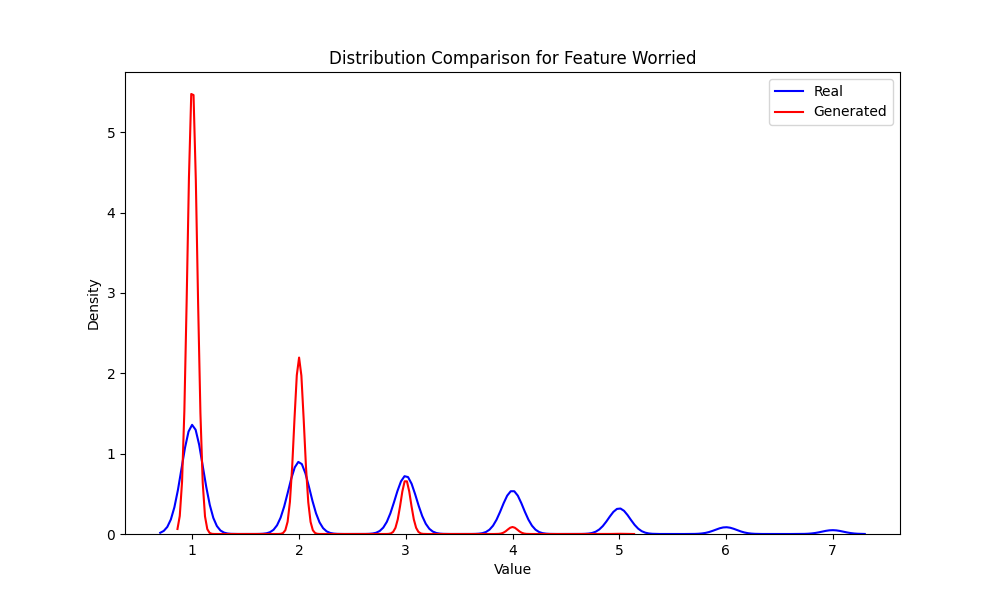 Distribution Comparison for Feature Worried
Real
Generated
Density
5
4
3
2
1
0
1 2 3 4 5 6 7
Value